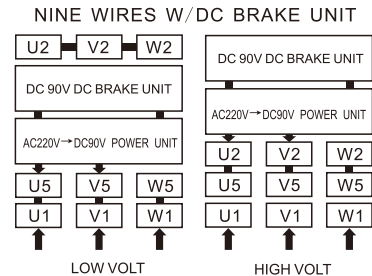 NINE WIRES W/DC BRAKE UNIT
U2 V2 W2
DC 90V DC BRAKE UNIT
AC220V→DC90V POWER UNIT
U5 V5 W5
U1 V1 W1
LOW VOLT
DC 90V DC BRAKE UNIT
AC220V→DC90V POWER UNIT
U2 V2 W2
U5 V5 W5
U1 V1 W1
HIGH VOLT